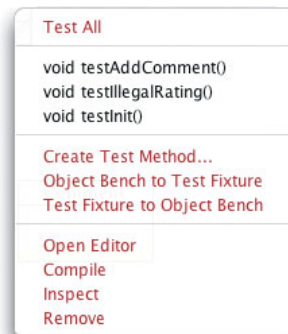 Test All
void testAddComment()
void testIllegalRating()
void testInit()
Create Test Method...
Object Bench to Test Fixture
Test Fixture to Object Bench
Open Editor
Compile
Inspect
Remove